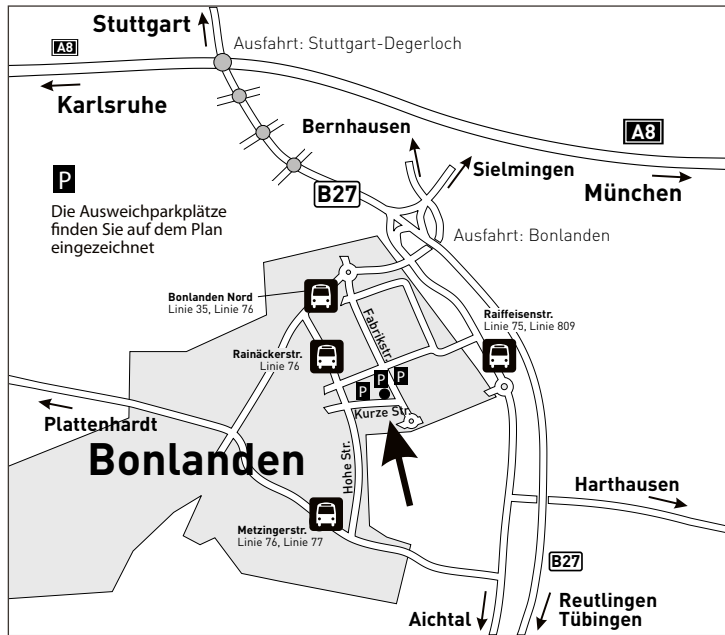 Stuttgart
A8
Ausfahrt: Stuttgart-Degerloch
Karlsruhe
Bernhausen
A8
P
Sielmingen
München
B27
Die Ausweichparkplätze
finden Sie auf dem Plan
eingezeichnet
Ausfahrt: Bonlanden
Bonlanden Nord
Linie 35, Linie 76
Raiffeisenstr.
Linie 75, Linie 809
Fabrikstr.
Rainäckerstr.
Linie 76
P
P
P
Kurze Str.
Plattenhardt
Bonlanden
Hohe Str.
Harthausen
Metzingerstr.
Linie 76, Linie 77
B27
Aichtal
Reutlingen
Tübingen